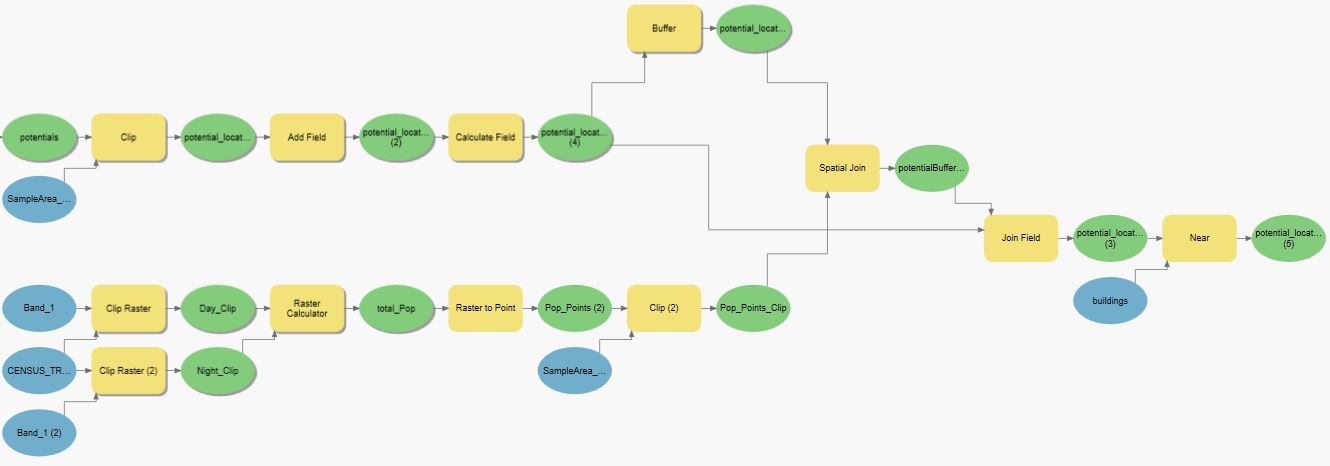 Buffer
potential_locat...
potentials
Clip
potential_locat...
Add Field
potential_locat...
(2)
Calculate Field
potential_locat...
(4)
SampleArea_...
Spatial Join
potentialBuffer...
Join Field
potential_locat...
(3)
Near
potential_locat...
(5)
buildings
Band_1
Clip Raster
Day_Clip
Raster
Calculator
total_Pop
Raster to Point
Pop_Points (2)
Clip (2)
Pop_Points_Clip
CENSUS_TR...
Clip Raster (2)
Night_Clip
SampleArea_...
Band_1 (2)